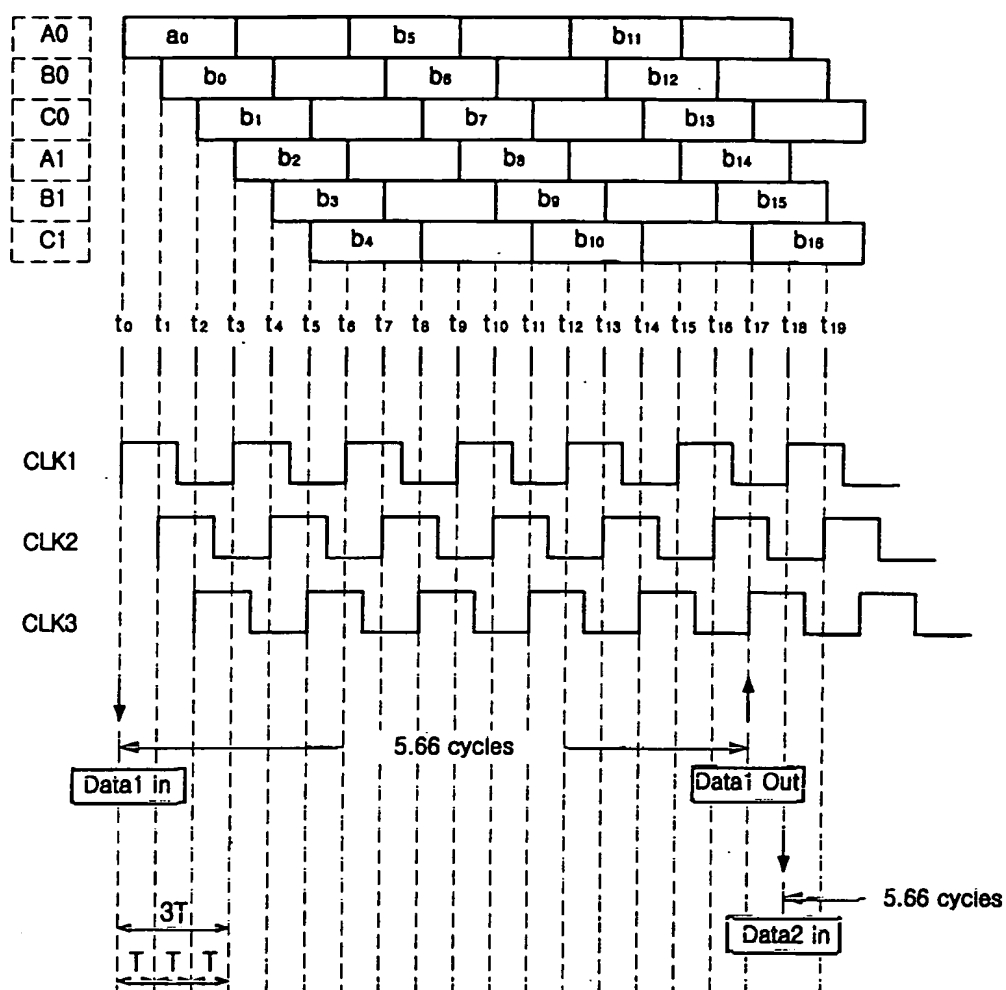 A0 a0 b5 b11
B0 b0 b6 b12
C0 b1 b7 b13
A1 b2 b8 b14
B1 b3 b9 b15
C1 b4 b10 b16
t0 t1 t2 t3 t4 t5 t6 t7 t8 t9 t10 t11 t12 t13 t14 t15 t16 t17 t18 t19
CLK1
CLK2
CLK3
5.66 cycles
Data1 in
Data1 Out
5.66 cycles
3T
Data2 in
T T T